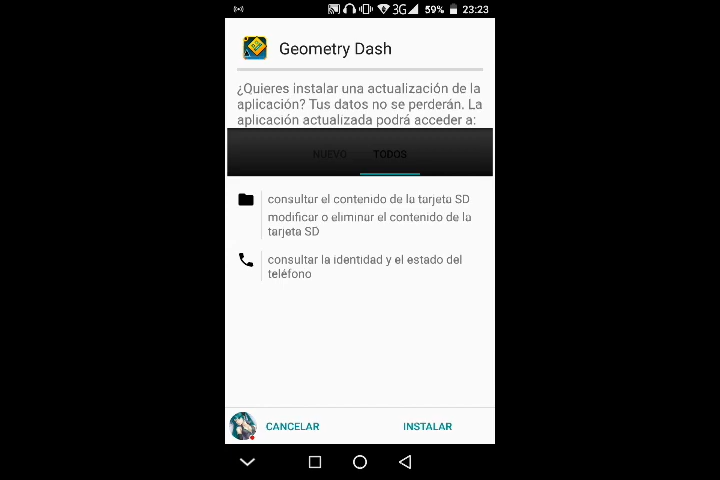 3G 59% 23:23
Geometry Dash
¿Quieres instalar una actualización de la
aplicación? Tus datos no se perderán. La
aplicación actualizada podrá acceder a:
NUEVO TODOS
consultar el contenido de la tarjeta SD
modificar o eliminar el contenido de la
tarjeta SD
consultar la identidad y el estado del
teléfono
CANCELAR INSTALAR